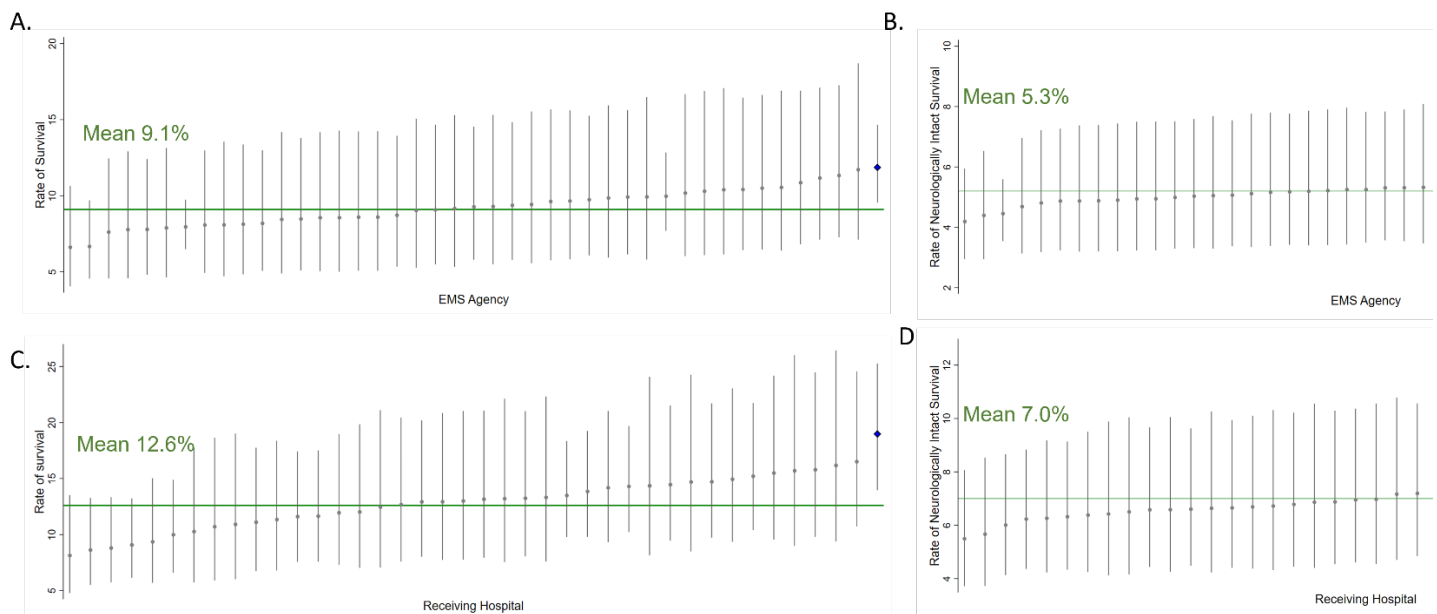 A.
Rate of Survival
20
15
10
5
Mean 9.1%
EMS Agency
B.
Rate of Neurologically Intact Survival
10
8
6
4
2
Mean 5.3%
EMS Agency
C.
Rate of survival
25
20
15
10
5
Mean 12.6%
Receiving Hospital
D
Rate of Neurologically Intact Survival
12
10
8
6
4
Mean 7.0%
Receiving Hospital